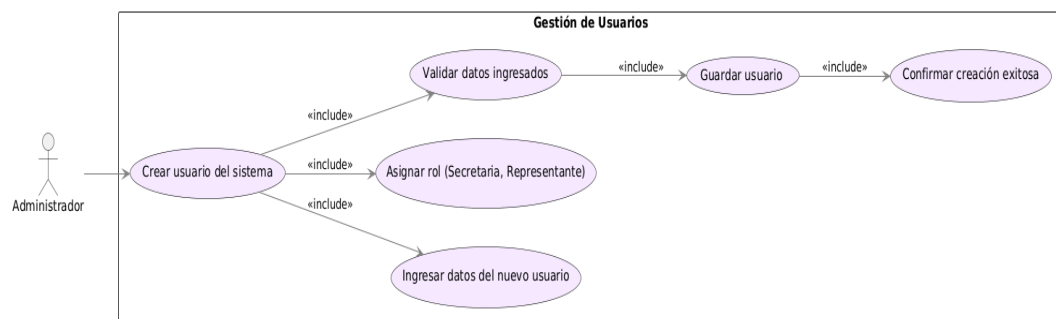 Gestión de Usuarios
Validar datos ingresados
«include»
Guardar usuario
«include»
Confirmar creación exitosa
«include»
Administrador
Crear usuario del sistema
«include»
Asignar rol (Secretaria, Representante)
«include»
Ingresar datos del nuevo usuario